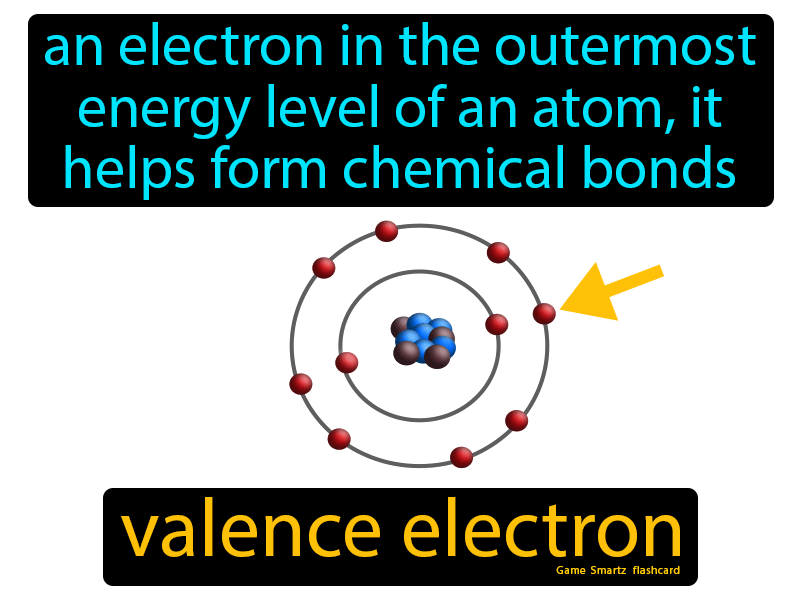 an electron in the outermost
energy level of an atom, it
helps form chemical bonds
valence electron
Game Smartz flashcard